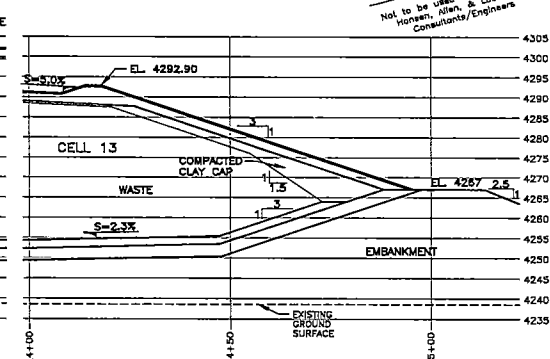 Not to be used
Hansen, Allen, &
Consultants/Engineers
E
4305
4300
4295
4290
4285
4280
4275
4270
4265
4260
4255
4250
4245
4240
4235
S=5.0%
EL. 4292.90
3
1
CELL 13
COMPACTED
CLAY CAP
1
1.5
WASTE
3
1
EL. 4267
2.5
1
S=2.3%
EMBANKMENT
EXISTING
GROUND
SURFACE
4+00
4+50
5+00